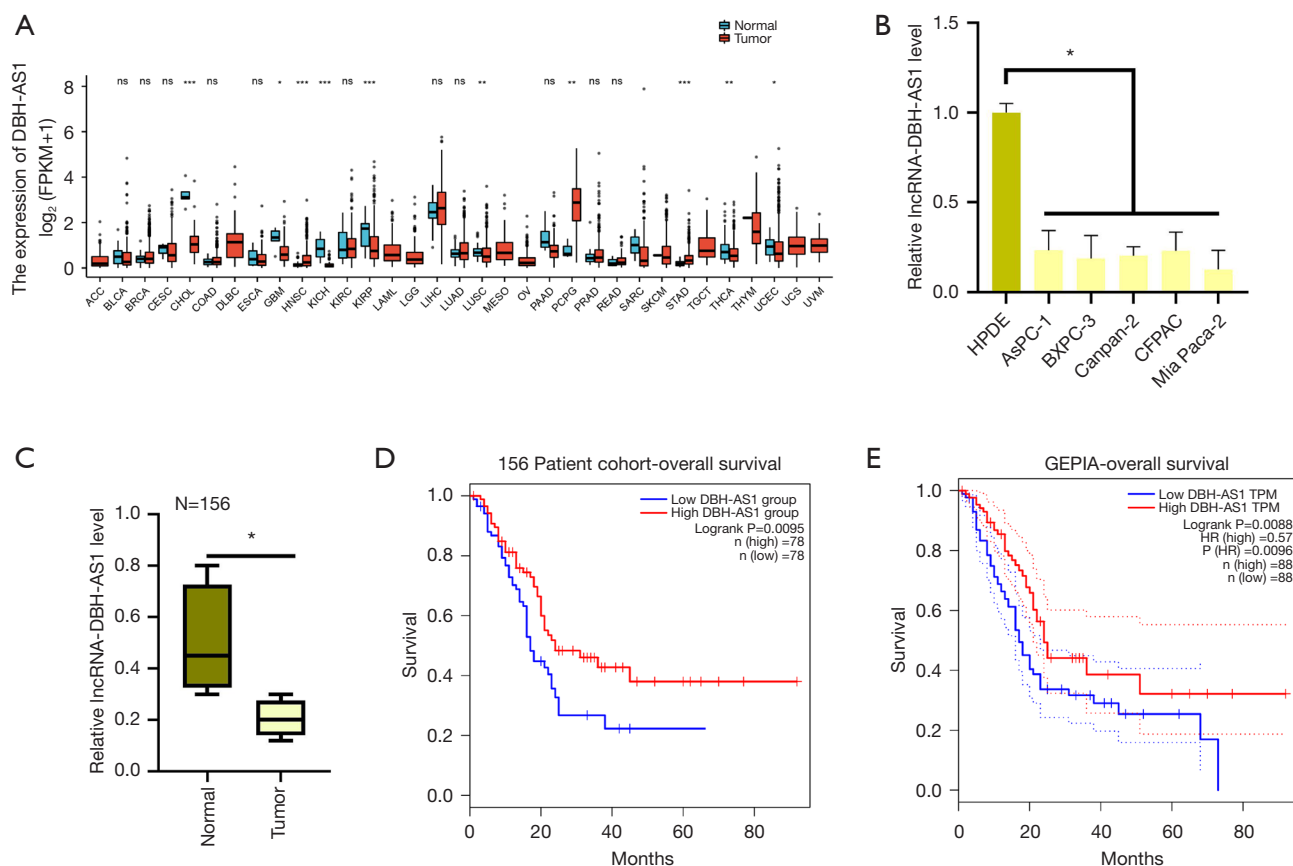 A
Normal
Tumor
The expression of DBH-AS1
log2 (FPKM+1)
ns ns ns *** ns ns * *** *** ns *** ns ns ** ns ** ns ns *** ** *
8
6
4
2
0
ACC BLCA BRCA CESC CHOL COAD DLBC ESCA GBM HNSC KICH KIRC KIRP LAML LGG LIHC LUAD LUSC MESO OV PAAD PCPG PRAD READ SARC SKCM STAD TGCT THCA THYM UCEC UCS UVM
B
Relative lncRNA-DBH-AS1 level
*
1.5
1.0
0.5
0.0
HPDE AsPC-1 BXPC-3 Canpan-2 CFPAC Mia Paca-2
C
Relative lncRNA-DBH-AS1 level
N=156
*
1.0
0.8
0.6
0.4
0.2
0.0
Normal Tumor
D
156 Patient cohort-overall survival
Low DBH-AS1 group
High DBH-AS1 group
Logrank P=0.0095
n (high) =78
n (low) =78
Survival
1.0
0.8
0.6
0.4
0.2
0.0
0 20 40 60 80
Months
E
GEPIA-overall survival
Low DBH-AS1 TPM
High DBH-AS1 TPM
Logrank P=0.0088
HR (high) =0.57
P (HR) =0.0096
n (high) =88
n (low) =88
Survival
1.0
0.8
0.6
0.4
0.2
0.0
0 20 40 60 80
Months